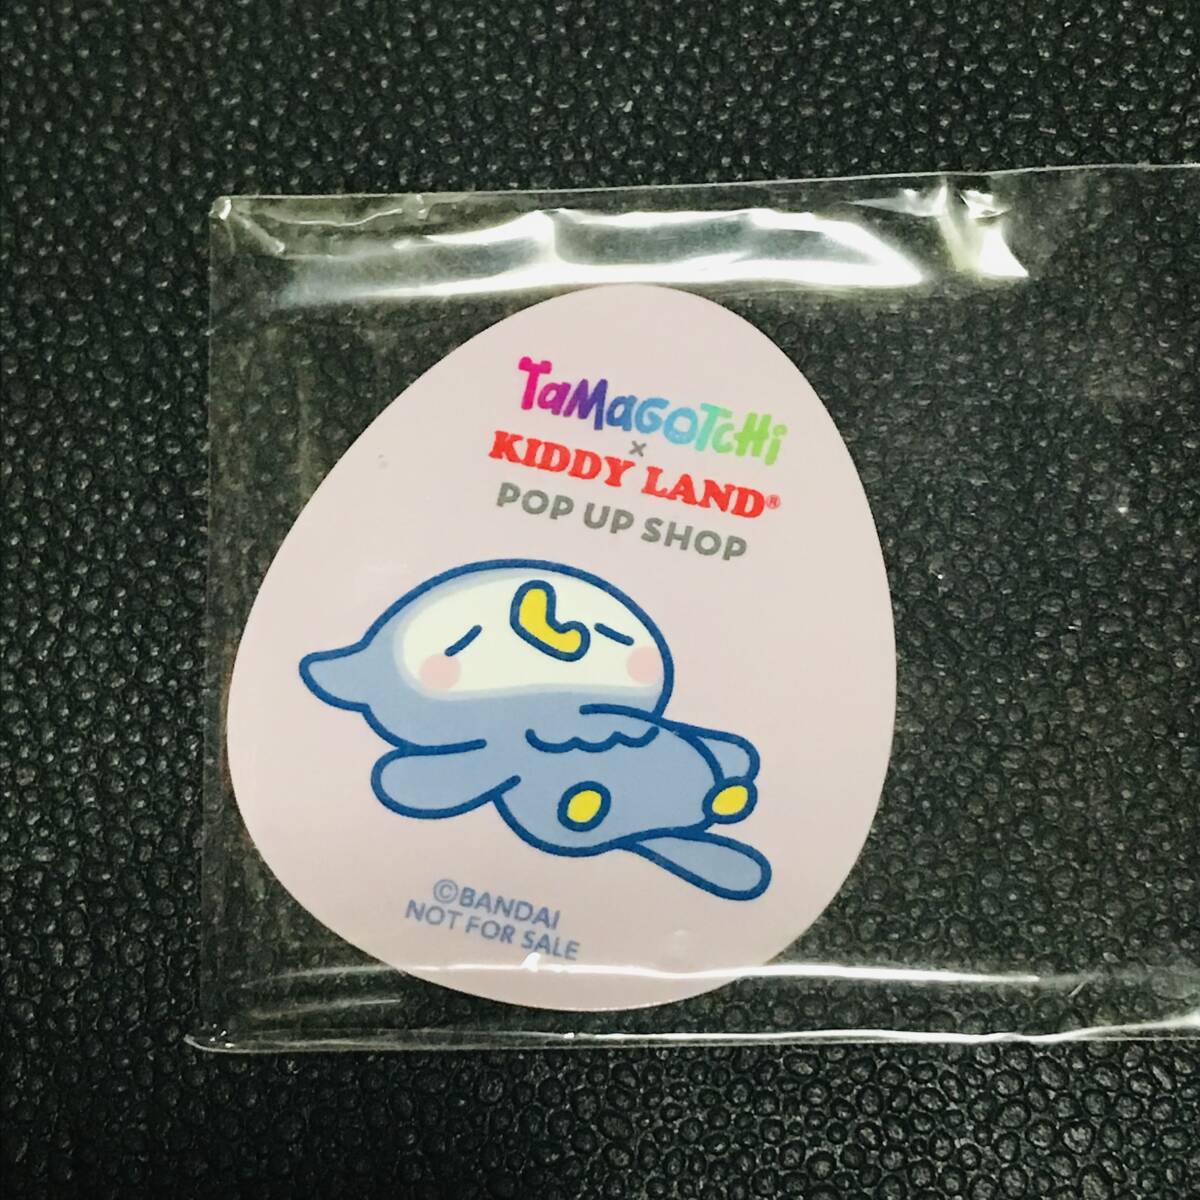 TaMaGoTcHi
×
KIDDY LAND®
POP UP SHOP
©BANDAI
NOT FOR SALE